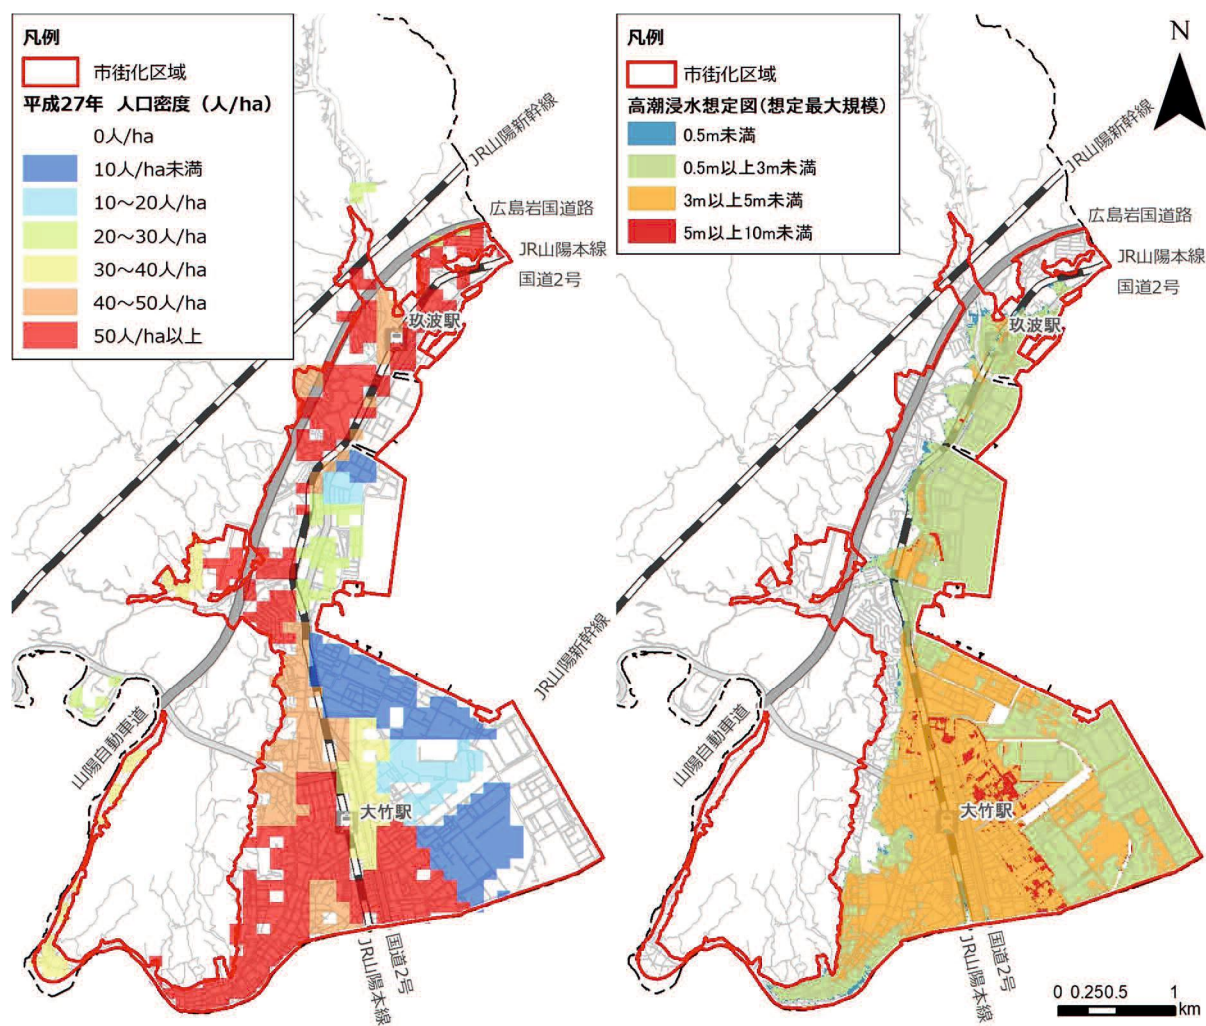 凡例
市街化区域
平成27年 人口密度（人/ha）
0人/ha
10人/ha未満
10～20人/ha
20～30人/ha
30～40人/ha
40～50人/ha
50人/ha以上
JR山陽新幹線
広島岩国道路
JR山陽本線
国道2号
玖波駅
JR山陽新幹線
山陽自動車道
大竹駅
国道2号
JR山陽本線
凡例
市街化区域
高潮浸水想定図（想定最大規模）
0.5m未満
0.5m以上3m未満
3m以上5m未満
5m以上10m未満
N
JR山陽新幹線
広島岩国道路
JR山陽本線
国道2号
玖波駅
山陽自動車道
大竹駅
国道2号
JR山陽本線
0 0.25 0.5 1
km